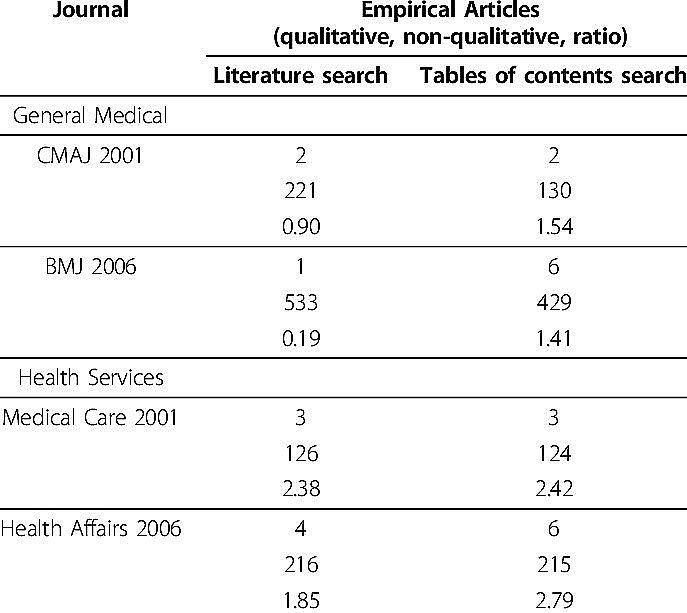 Journal Empirical Articles
(qualitative, non-qualitative, ratio)
Literature search Tables of contents search
General Medical
CMAJ 2001 2 2
221 130
0.90 1.54
BMJ 2006 1 6
533 429
0.19 1.41
Health Services
Medical Care 2001 3 3
126 124
2.38 2.42
Health Affairs 2006 4 6
216 215
1.85 2.79